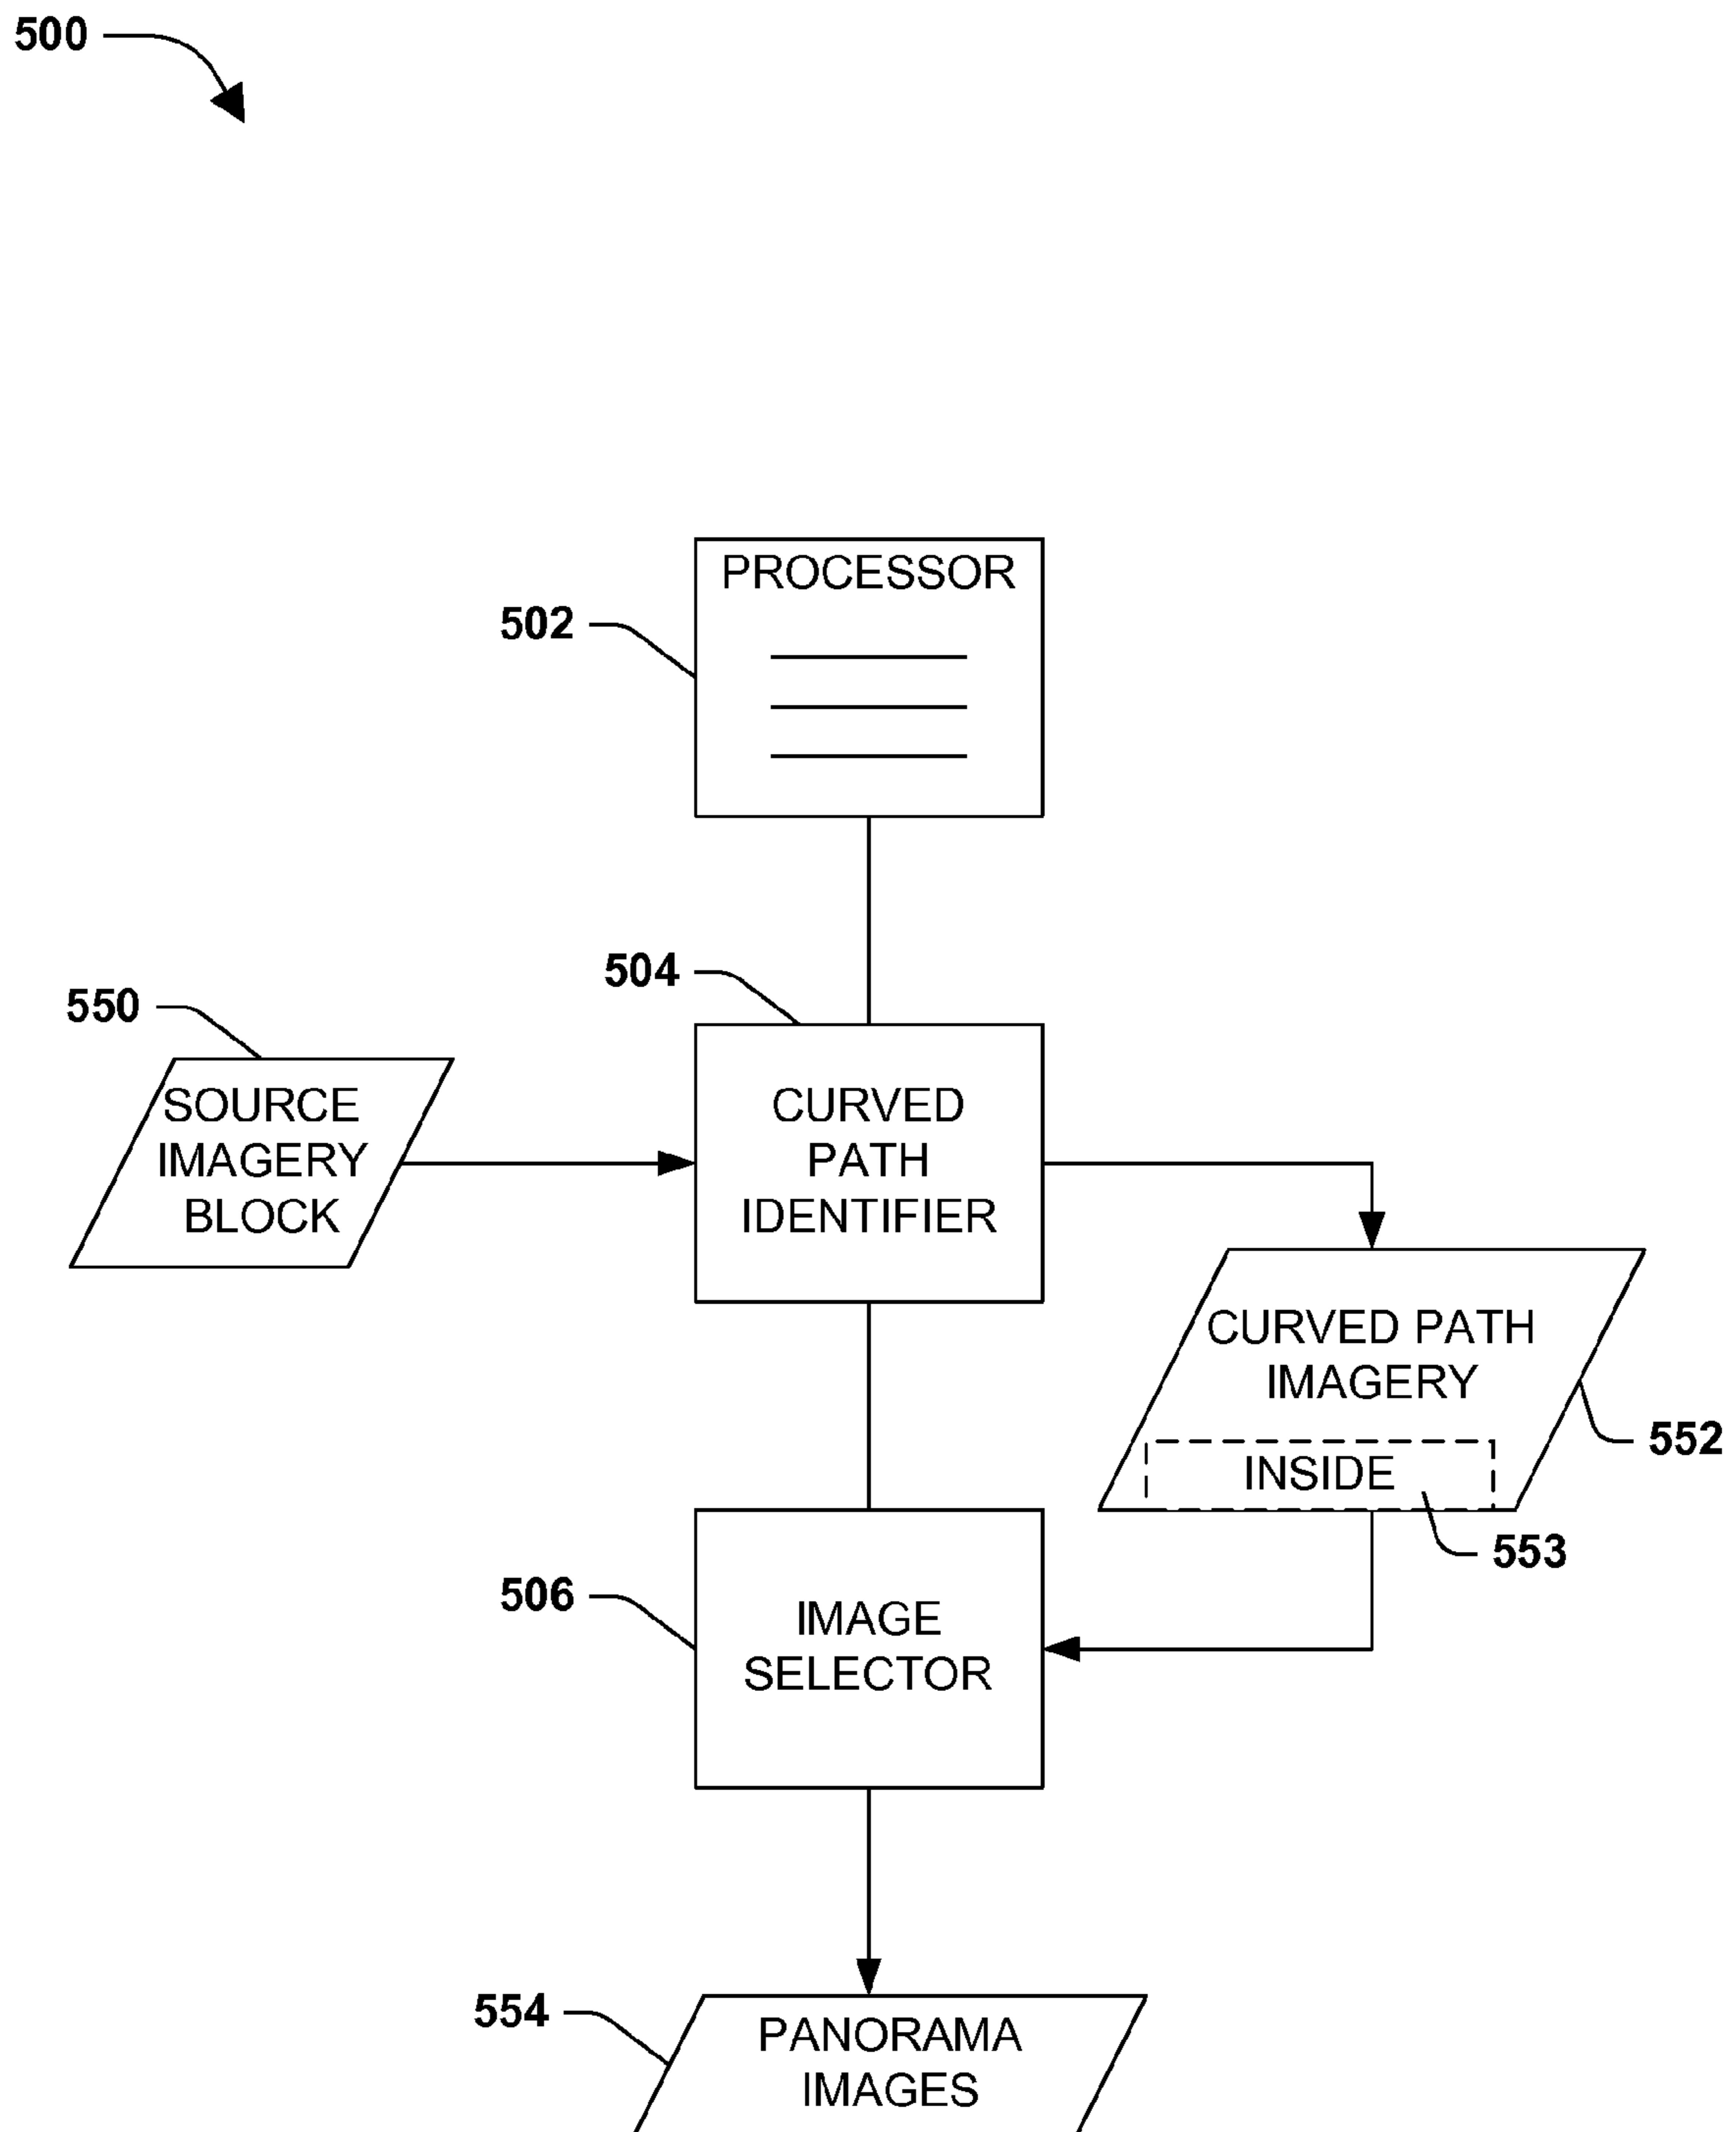 500
PROCESSOR
502
504
550
SOURCE
IMAGERY
BLOCK
CURVED
PATH
IDENTIFIER
CURVED PATH
IMAGERY
552
INSIDE
553
506
IMAGE
SELECTOR
554
PANORAMA
IMAGES